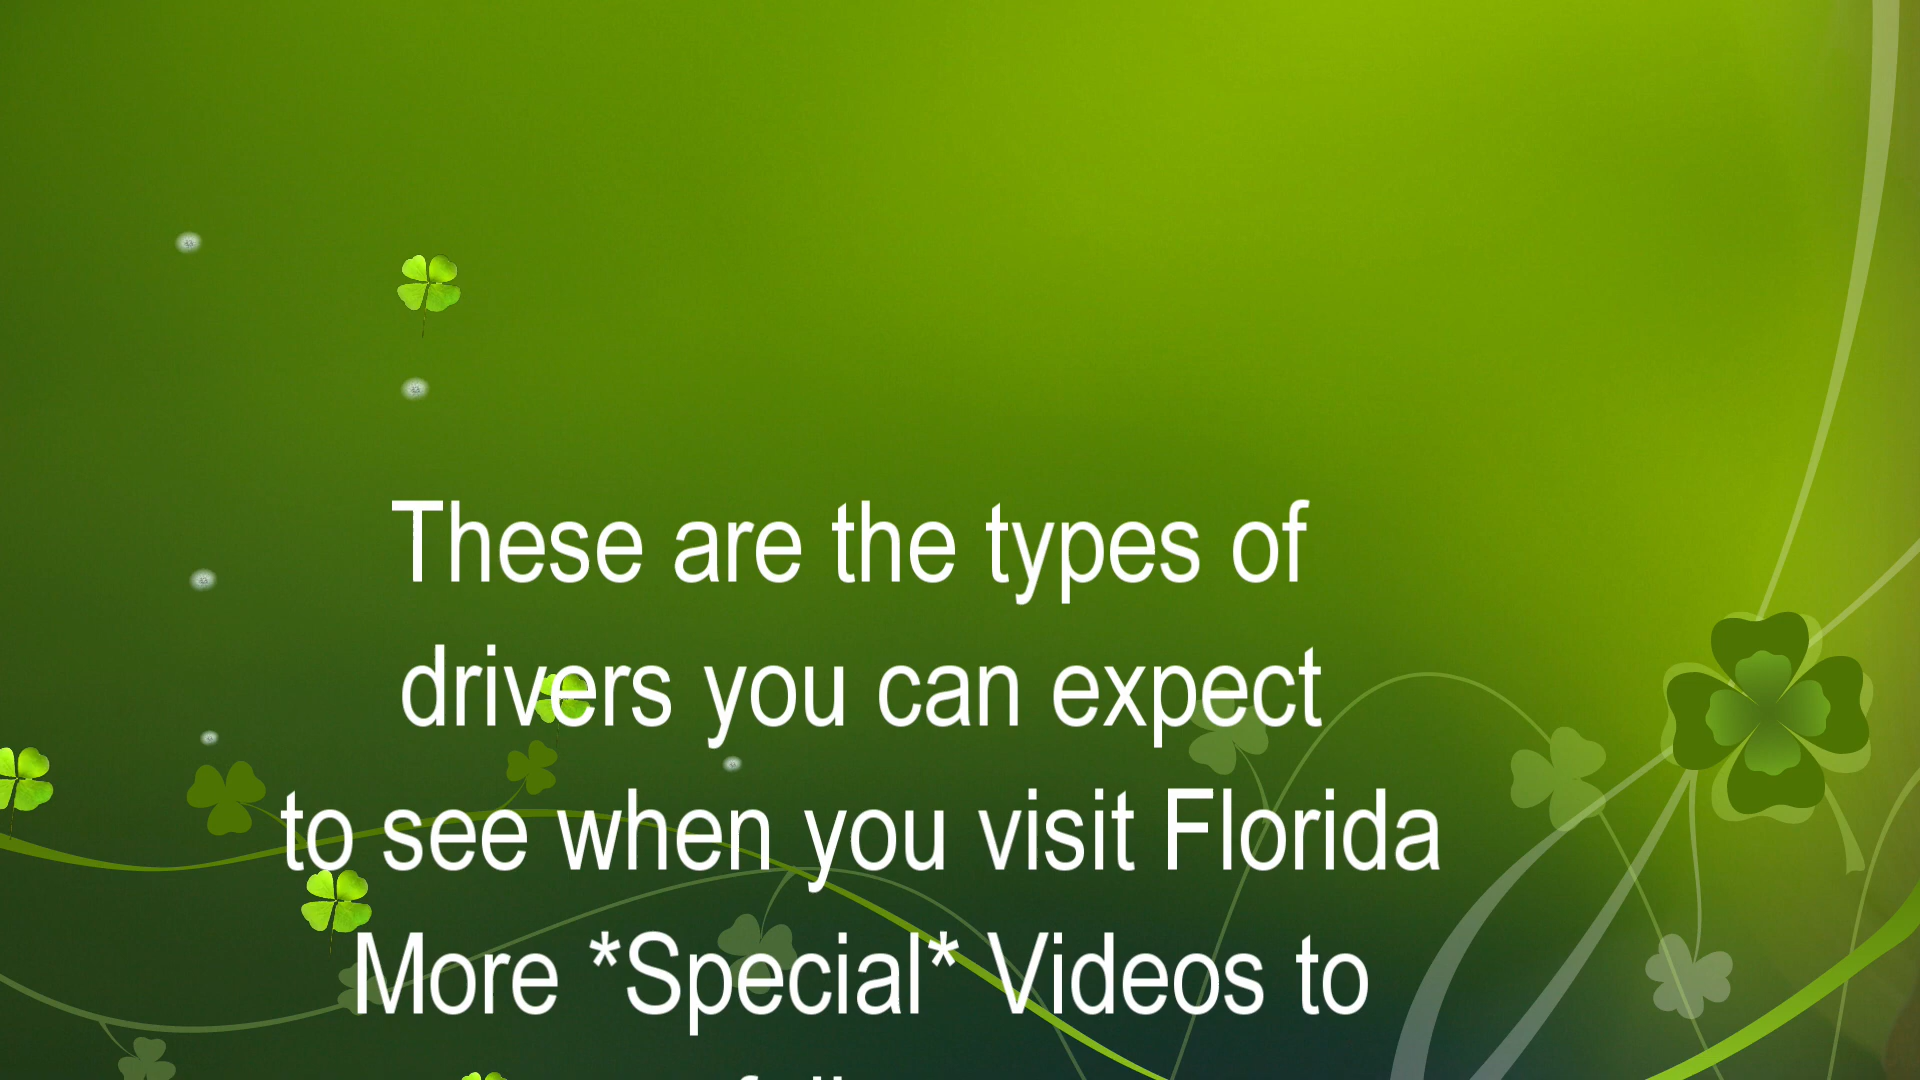 These are the types of
drivers you can expect
to see when you visit Florida
More *Special* Videos to